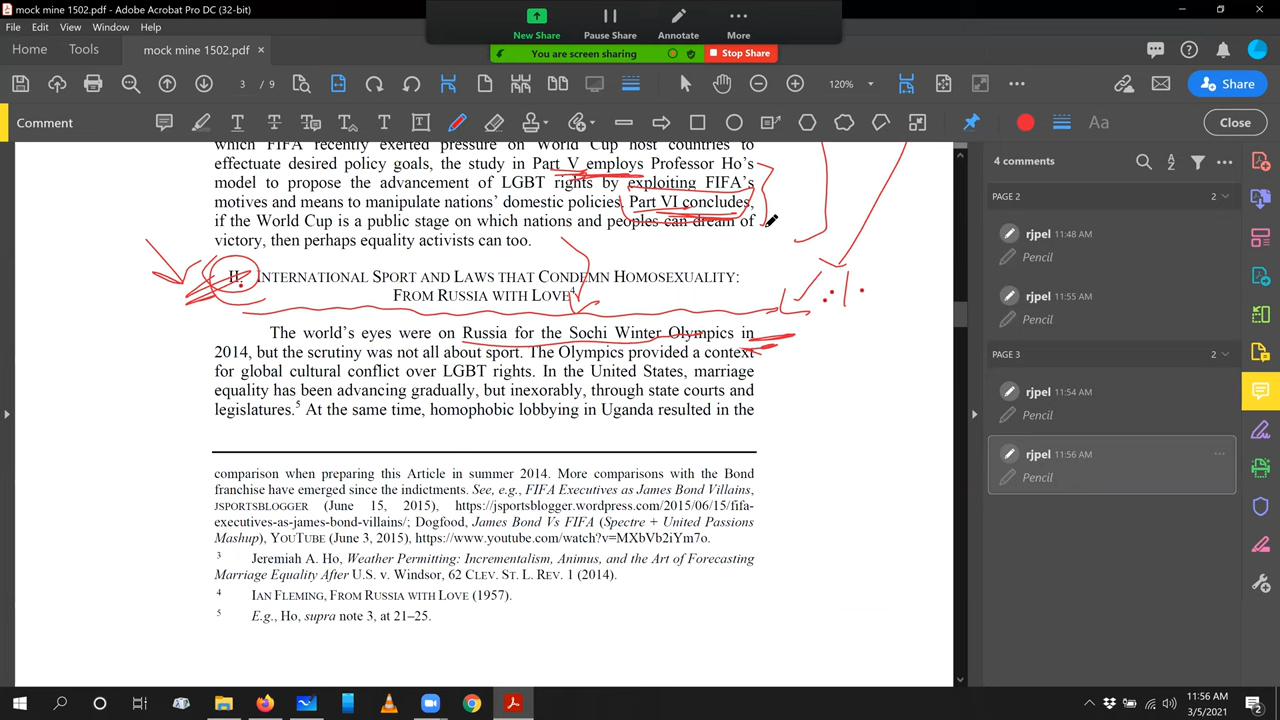 mock mine 1502.pdf - Adobe Acrobat Pro DC (32-bit)
File Edit View Window Help
New Share Pause Share Annotate More
You are screen sharing Stop Share
Home Tools mock mine 1502.pdf ×
3 / 9 120% Share
Comment Aa Close
which FIFA recently exerted pressure on World Cup host countries to
effectuate desired policy goals, the study in Part V employs Professor Ho's
model to propose the advancement of LGBT rights by exploiting FIFA's
motives and means to manipulate nations' domestic policies. Part VI concludes,
if the World Cup is a public stage on which nations and peoples can dream of
victory, then perhaps equality activists can too.
II. INTERNATIONAL SPORT AND LAWS THAT CONDEMN HOMOSEXUALITY:
FROM RUSSIA WITH LOVE4
The world's eyes were on Russia for the Sochi Winter Olympics in
2014, but the scrutiny was not all about sport. The Olympics provided a context
for global cultural conflict over LGBT rights. In the United States, marriage
equality has been advancing gradually, but inexorably, through state courts and
legislatures.5 At the same time, homophobic lobbying in Uganda resulted in the
comparison when preparing this Article in summer 2014. More comparisons with the Bond
franchise have emerged since the indictments. See, e.g., FIFA Executives as James Bond Villains,
JSPORTSBLOGGER (June 15, 2015), https://jsportsblogger.wordpress.com/2015/06/15/fifa-
executives-as-james-bond-villains/; Dogfood, James Bond Vs FIFA (Spectre + United Passions
Mashup), YOUTUBE (June 3, 2015), https://www.youtube.com/watch?v=MXbVb2iYm7o.
3 Jeremiah A. Ho, Weather Permitting: Incrementalism, Animus, and the Art of Forecasting
Marriage Equality After U.S. v. Windsor, 62 CLEV. ST. L. REV. 1 (2014).
4 IAN FLEMING, FROM RUSSIA WITH LOVE (1957).
5 E.g., Ho, supra note 3, at 21–25.
4 comments
PAGE 2 2
rjpel 11:48 AM
Pencil
rjpel 11:55 AM
Pencil
PAGE 3 2
rjpel 11:54 AM
Pencil
rjpel 11:56 AM
Pencil
11:56 AM
3/5/2021
2